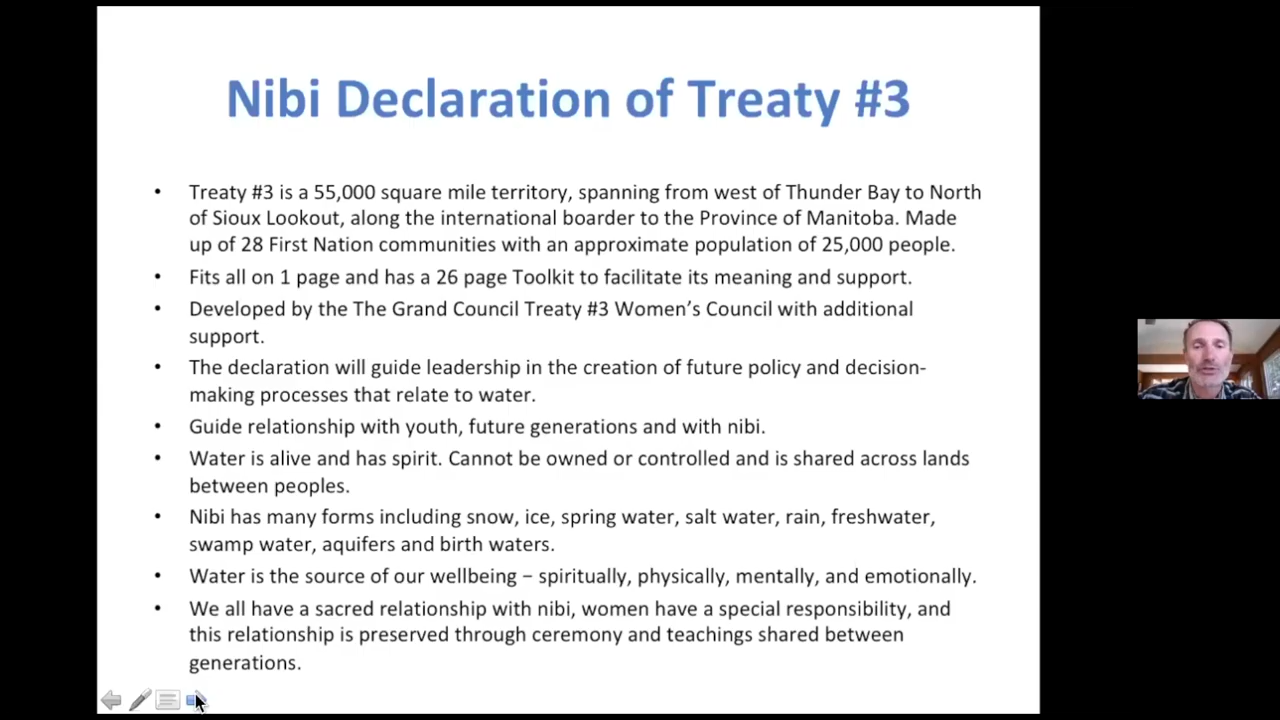 Nibi Declaration of Treaty #3
• Treaty #3 is a 55,000 square mile territory, spanning from west of Thunder Bay to North
of Sioux Lookout, along the international boarder to the Province of Manitoba. Made
up of 28 First Nation communities with an approximate population of 25,000 people.
• Fits all on 1 page and has a 26 page Toolkit to facilitate its meaning and support.
• Developed by the The Grand Council Treaty #3 Women’s Council with additional
support.
• The declaration will guide leadership in the creation of future policy and decision-
making processes that relate to water.
• Guide relationship with youth, future generations and with nibi.
• Water is alive and has spirit. Cannot be owned or controlled and is shared across lands
between peoples.
• Nibi has many forms including snow, ice, spring water, salt water, rain, freshwater,
swamp water, aquifers and birth waters.
• Water is the source of our wellbeing – spiritually, physically, mentally, and emotionally.
• We all have a sacred relationship with nibi, women have a special responsibility, and
this relationship is preserved through ceremony and teachings shared between
generations.